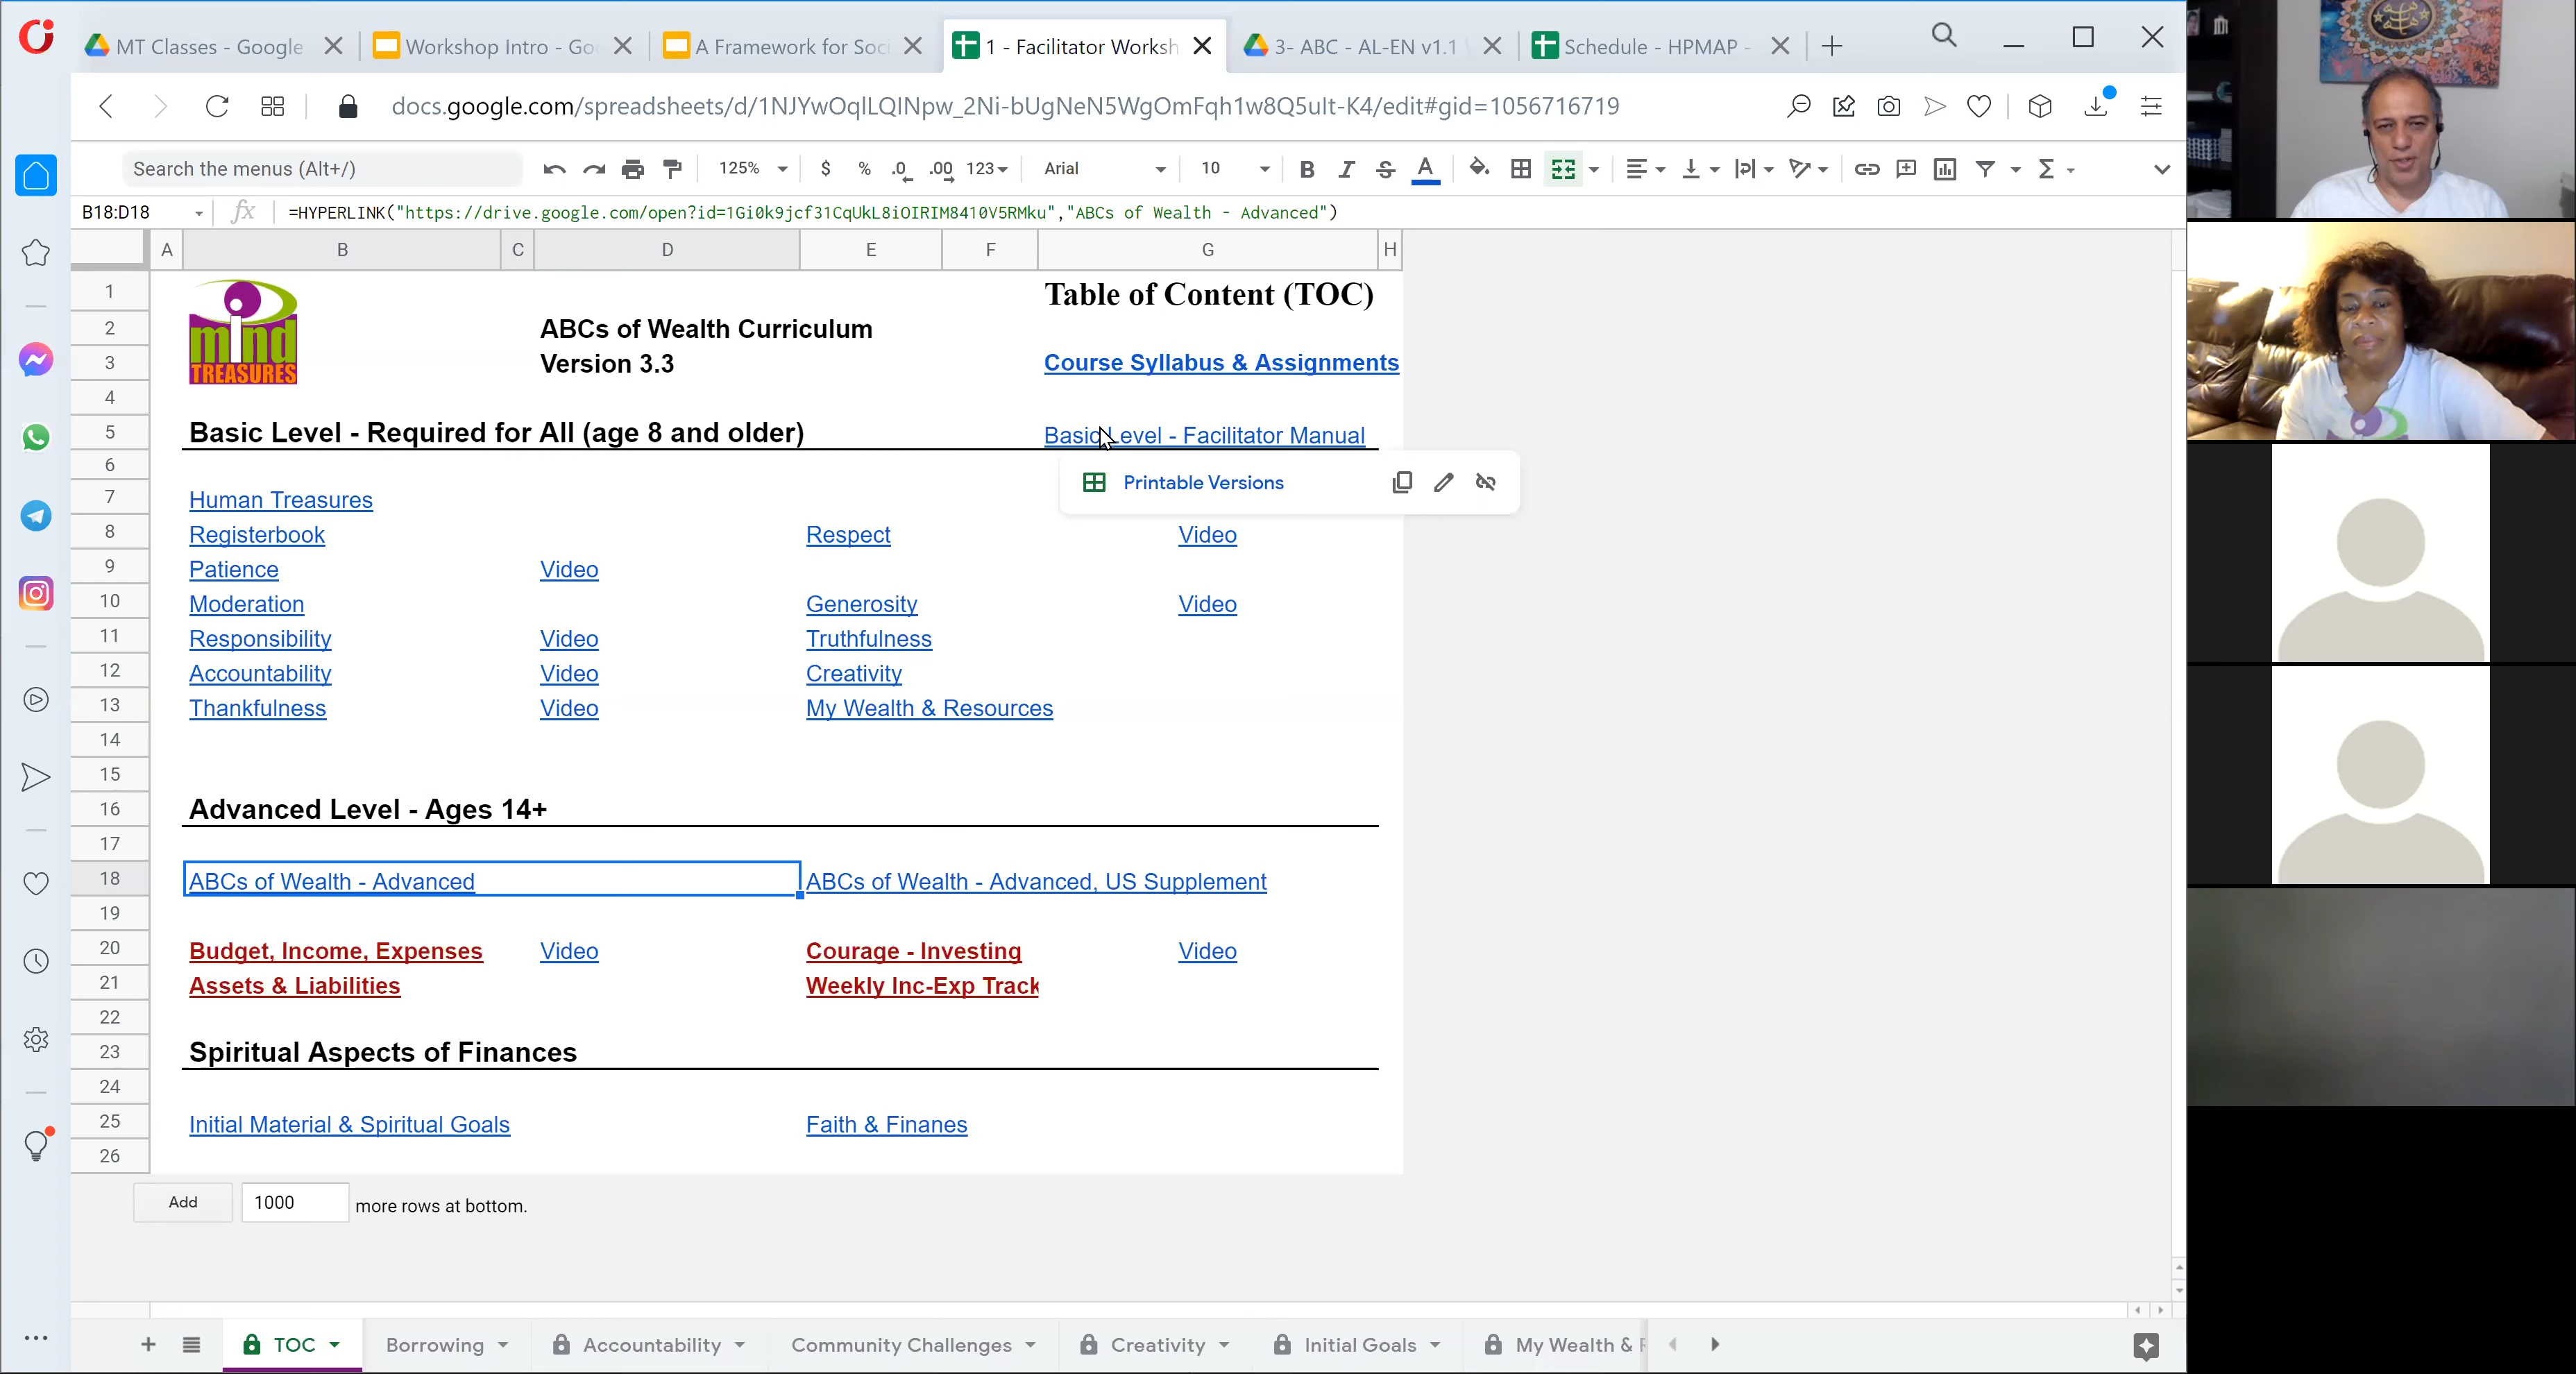 MT Classes - Google
Workshop Intro - Go
A Framework for Soci
1 - Facilitator Worksh
3- ABC - AL-EN v1.1
Schedule - HPMAP -
docs.google.com/spreadsheets/d/1NJYwOqlLQINpw_2Ni-bUgNeN5WgOmFqh1w8Q5uIt-K4/edit#gid=1056716719
Search the menus (Alt+/)
125%
$ % .0 .00 123
Arial
10
B I S A
B18:D18
fx
=HYPERLINK("https://drive.google.com/open?id=1Gi0k9jcf31CqUkL8iOIRIM8410V5RMku","ABCs of Wealth - Advanced")
A B C D E F G H
1 Table of Content (TOC)
mind
TREASURES
2 ABCs of Wealth Curriculum
3 Version 3.3 Course Syllabus & Assignments
4
5 Basic Level - Required for All (age 8 and older) Basic Level - Facilitator Manual
6 Printable Versions
7 Human Treasures
8 Registerbook Respect Video
9 Patience Video
10 Moderation Generosity Video
11 Responsibility Video Truthfulness
12 Accountability Video Creativity
13 Thankfulness Video My Wealth & Resources
14
15
16 Advanced Level - Ages 14+
17
18 ABCs of Wealth - Advanced ABCs of Wealth - Advanced, US Supplement
19
20 Budget, Income, Expenses Video Courage - Investing Video
21 Assets & Liabilities Weekly Inc-Exp Track
22
23 Spiritual Aspects of Finances
24
25 Initial Material & Spiritual Goals Faith & Finanes
26
Add 1000 more rows at bottom.
TOC Borrowing Accountability Community Challenges Creativity Initial Goals My Wealth &